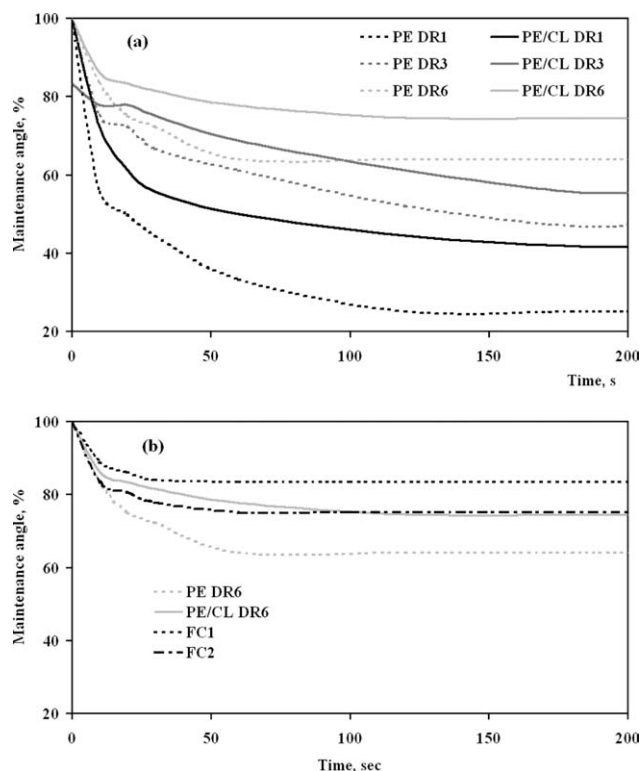 (a)
PE DR1
PE/CL DR1
PE DR3
PE/CL DR3
PE DR6
PE/CL DR6
Maintenance angle, %
100
80
60
40
20
0
50
100
150
200
Time, s
(b)
Maintenance angle, %
100
80
60
40
20
PE DR6
PE/CL DR6
FC1
FC2
0
50
100
150
200
Time, sec